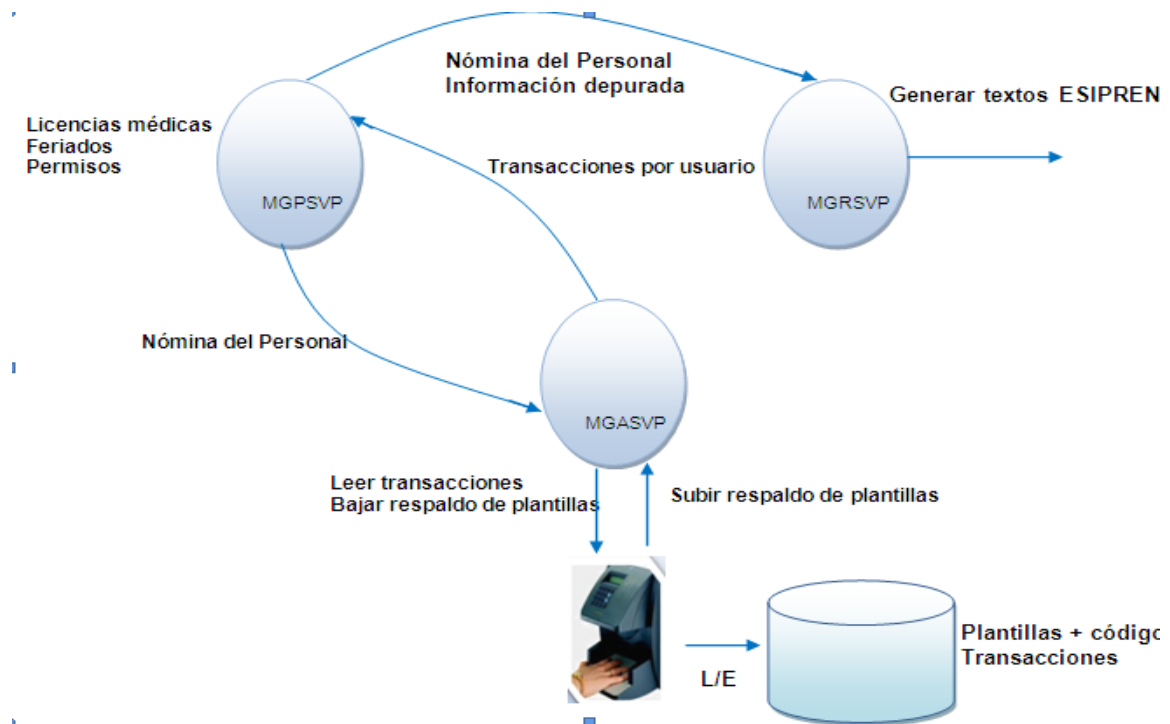 Nómina del Personal
Información depurada
Generar textos ESIPREN
Licencias médicas
Feriados
Permisos
Transacciones por usuario
MGPSVP
MGRSVP
Nómina del Personal
MGASVP
Leer transacciones
Bajar respaldo de plantillas
Subir respaldo de plantillas
Plantillas + código
Transacciones
L/E